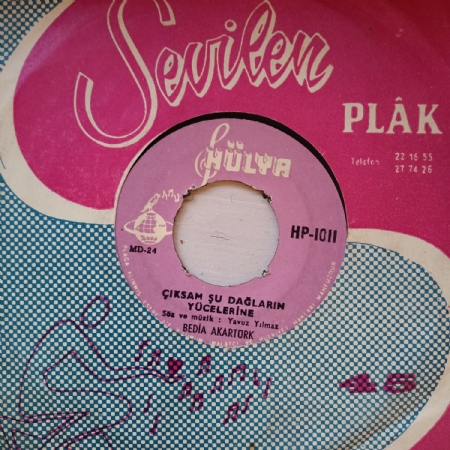 Sevilen
PLÂK
Telefon 22 16 55
27 74 26
HÜLYA
MD-24
HP-1011
ÇIKSAM ŞU DAĞLARIN
YÜCELERİNE
Söz ve müzik : Yavuz Yılmaz
BEDİA AKARTÜRK
45